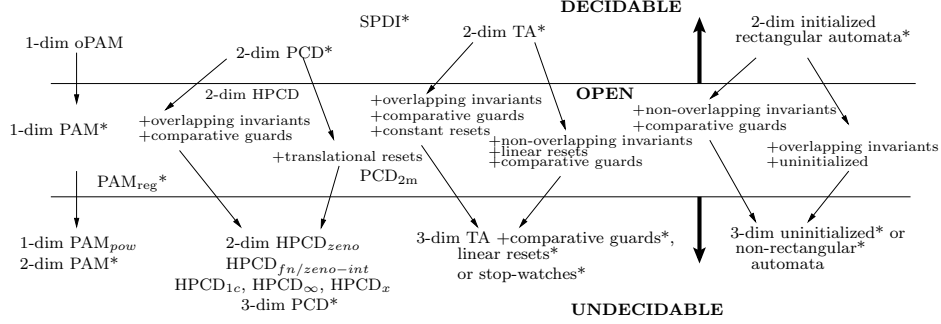 DECIDABLE
SPDI*
1-dim oPAM
2-dim PCD*
2-dim TA*
2-dim initialized
rectangular automata*
OPEN
2-dim HPCD
1-dim PAM*
+overlapping invariants
+comparative guards
+translational resets
PCD2m
PAMreg*
+overlapping invariants
+comparative guards
+constant resets
+non-overlapping invariants
+linear resets
+comparative guards
+non-overlapping invariants
+comparative guards
+overlapping invariants
+uninitialized
1-dim PAMpow
2-dim PAM*
2-dim HPCDzeno
HPCDfn/zeno−int
HPCD1c, HPCD∞, HPCDx
3-dim PCD*
3-dim TA +comparative guards*,
linear resets*
or stop-watches*
3-dim uninitialized* or
non-rectangular*
automata
UNDECIDABLE